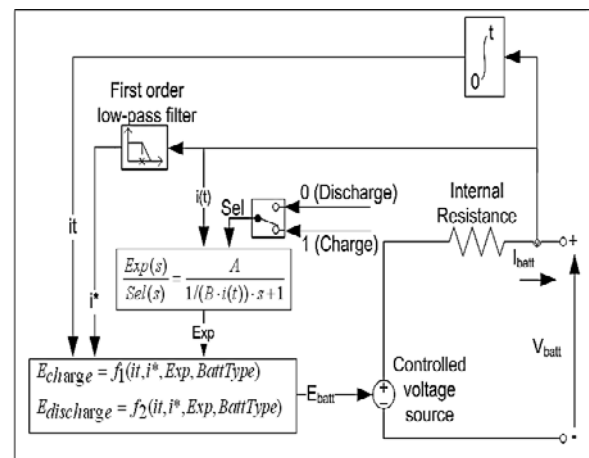 t
∫
0
First order
low-pass filter
0 (Discharge)
Sel
i(t)
1 (Charge)
Internal
Resistance
it
i*
Exp(s)/Sel(s) = A/(1/(B·i(t))·s+1)
I_batt
+
Exp
V_batt
E_charge = f_1(it,i*,Exp,BattType)
E_discharge = f_2(it,i*,Exp,BattType)
E_batt
+
-
Controlled
voltage
source
-